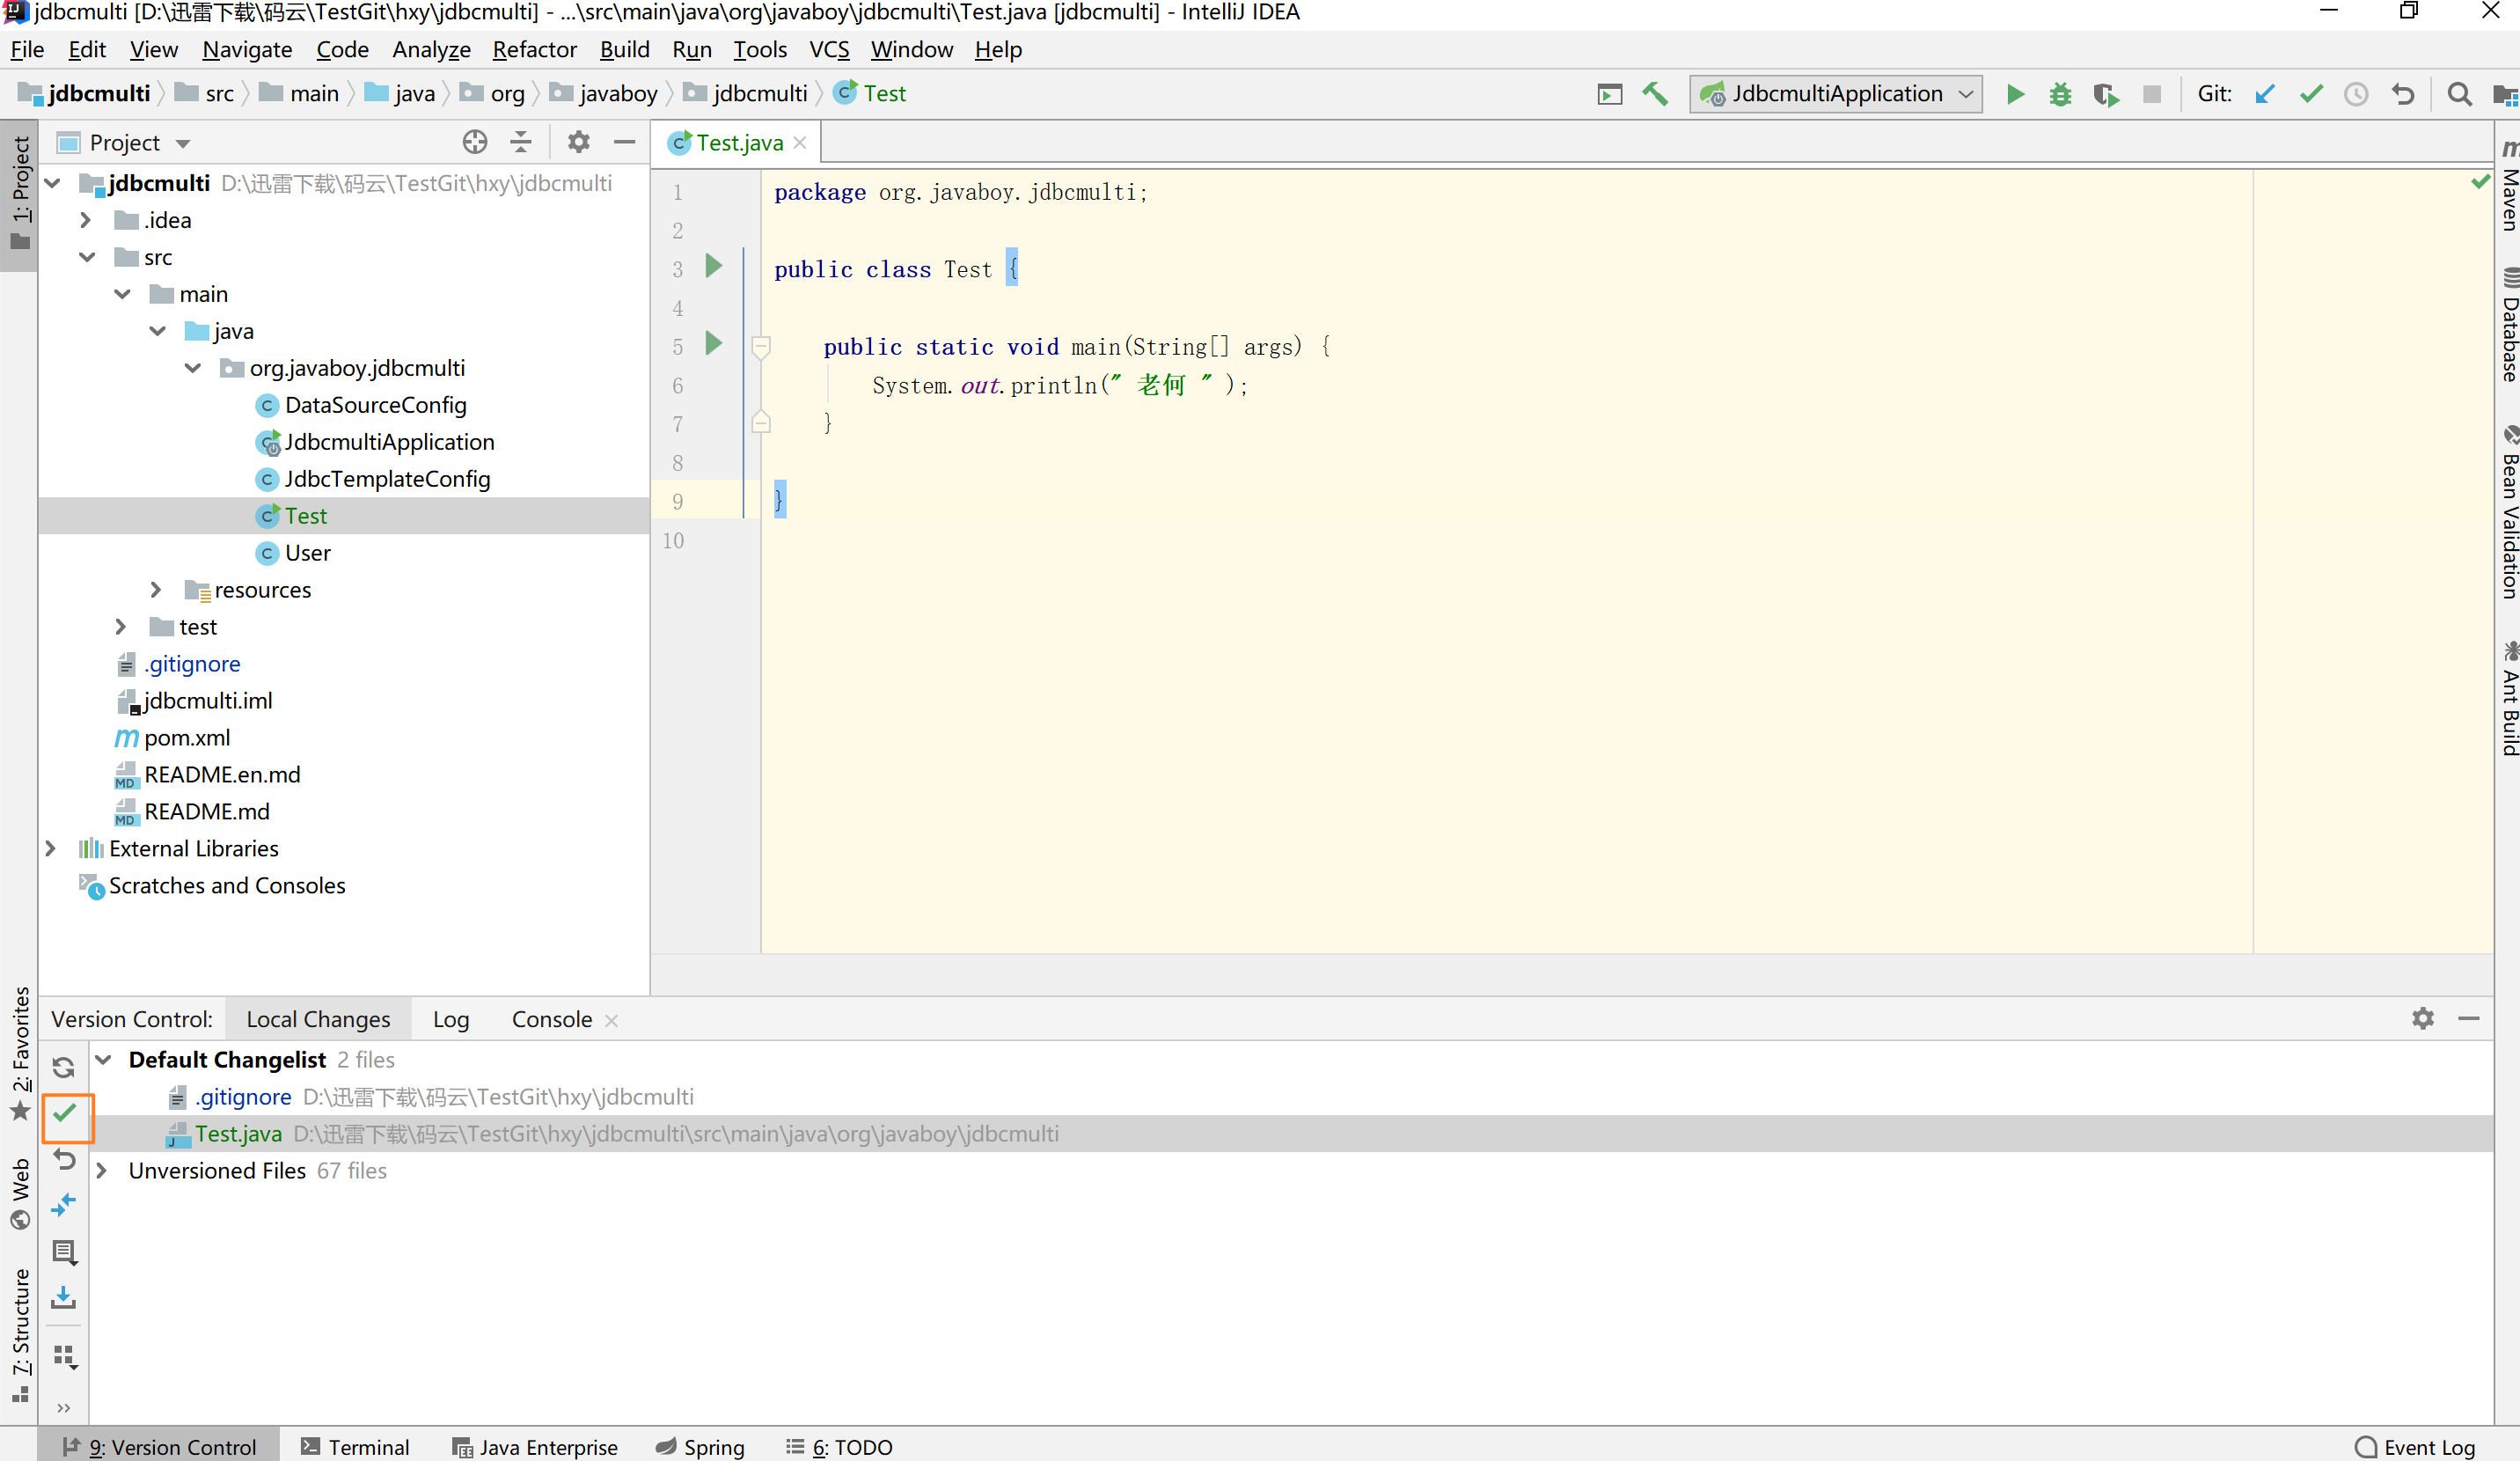 jdbcmulti [D:\迅雷下载\码云\TestGit\hxy\jdbcmulti] - ...\src\main\java\org\javaboy\jdbcmulti\Test.java [jdbcmulti] - IntelliJ IDEA
File Edit View Navigate Code Analyze Refactor Build Run Tools VCS Window Help
jdbcmulti src main java org javaboy jdbcmulti Test JdbcmultiApplication Git:
1: Project
Project
jdbcmulti D:\迅雷下载\码云\TestGit\hxy\jdbcmulti
.idea
src
main
java
org.javaboy.jdbcmulti
DataSourceConfig
JdbcmultiApplication
JdbcTemplateConfig
Test
User
resources
test
.gitignore
jdbcmulti.iml
pom.xml
README.en.md
README.md
External Libraries
Scratches and Consoles
Test.java
1 package org.javaboy.jdbcmulti;
2
3 public class Test {
4
5 public static void main(String[] args) {
6 System.out.println(" 老何 " );
7 }
8
9 }
10
Maven
Database
Bean Validation
Ant Build
2: Favorites
Web
7: Structure
Version Control: Local Changes Log Console
Default Changelist 2 files
.gitignore D:\迅雷下载\码云\TestGit\hxy\jdbcmulti
Test.java D:\迅雷下载\码云\TestGit\hxy\jdbcmulti\src\main\java\org\javaboy\jdbcmulti
Unversioned Files 67 files
9: Version Control Terminal Java Enterprise Spring 6: TODO Event Log